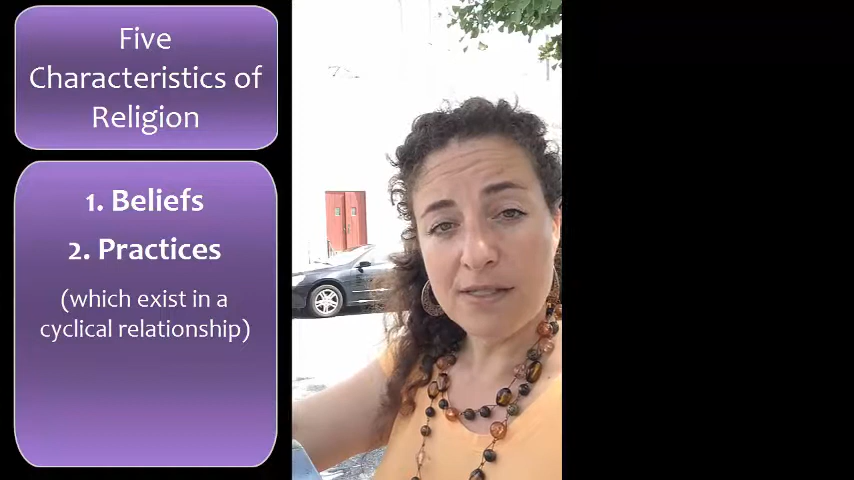 Five
Characteristics of
Religion
1. Beliefs
2. Practices
(which exist in a
cyclical relationship)